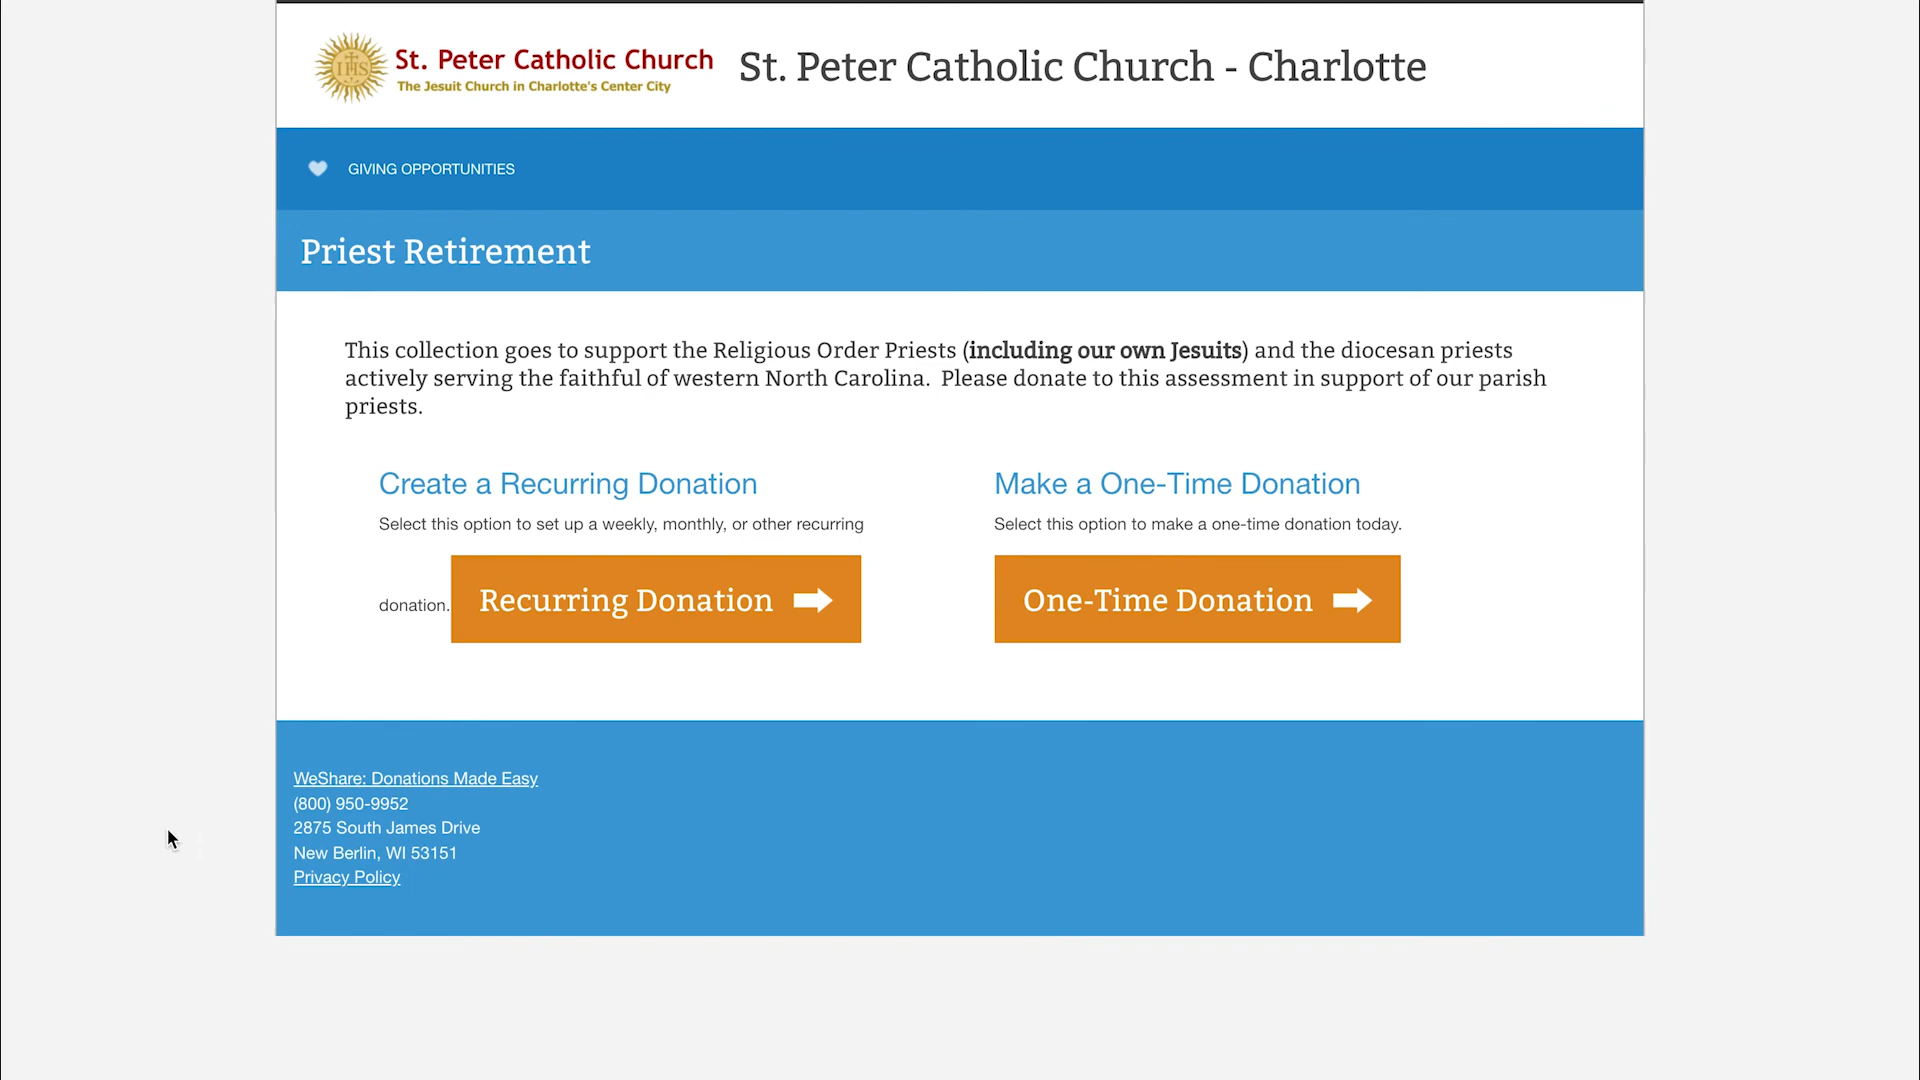 IHS
St. Peter Catholic Church
The Jesuit Church in Charlotte's Center City
St. Peter Catholic Church - Charlotte
GIVING OPPORTUNITIES
Priest Retirement
This collection goes to support the Religious Order Priests (including our own Jesuits) and the diocesan priests
actively serving the faithful of western North Carolina.  Please donate to this assessment in support of our parish
priests.
Create a Recurring Donation
Select this option to set up a weekly, monthly, or other recurring
donation. Recurring Donation
Make a One-Time Donation
Select this option to make a one-time donation today.
One-Time Donation
WeShare: Donations Made Easy
(800) 950-9952
2875 South James Drive
New Berlin, WI 53151
Privacy Policy